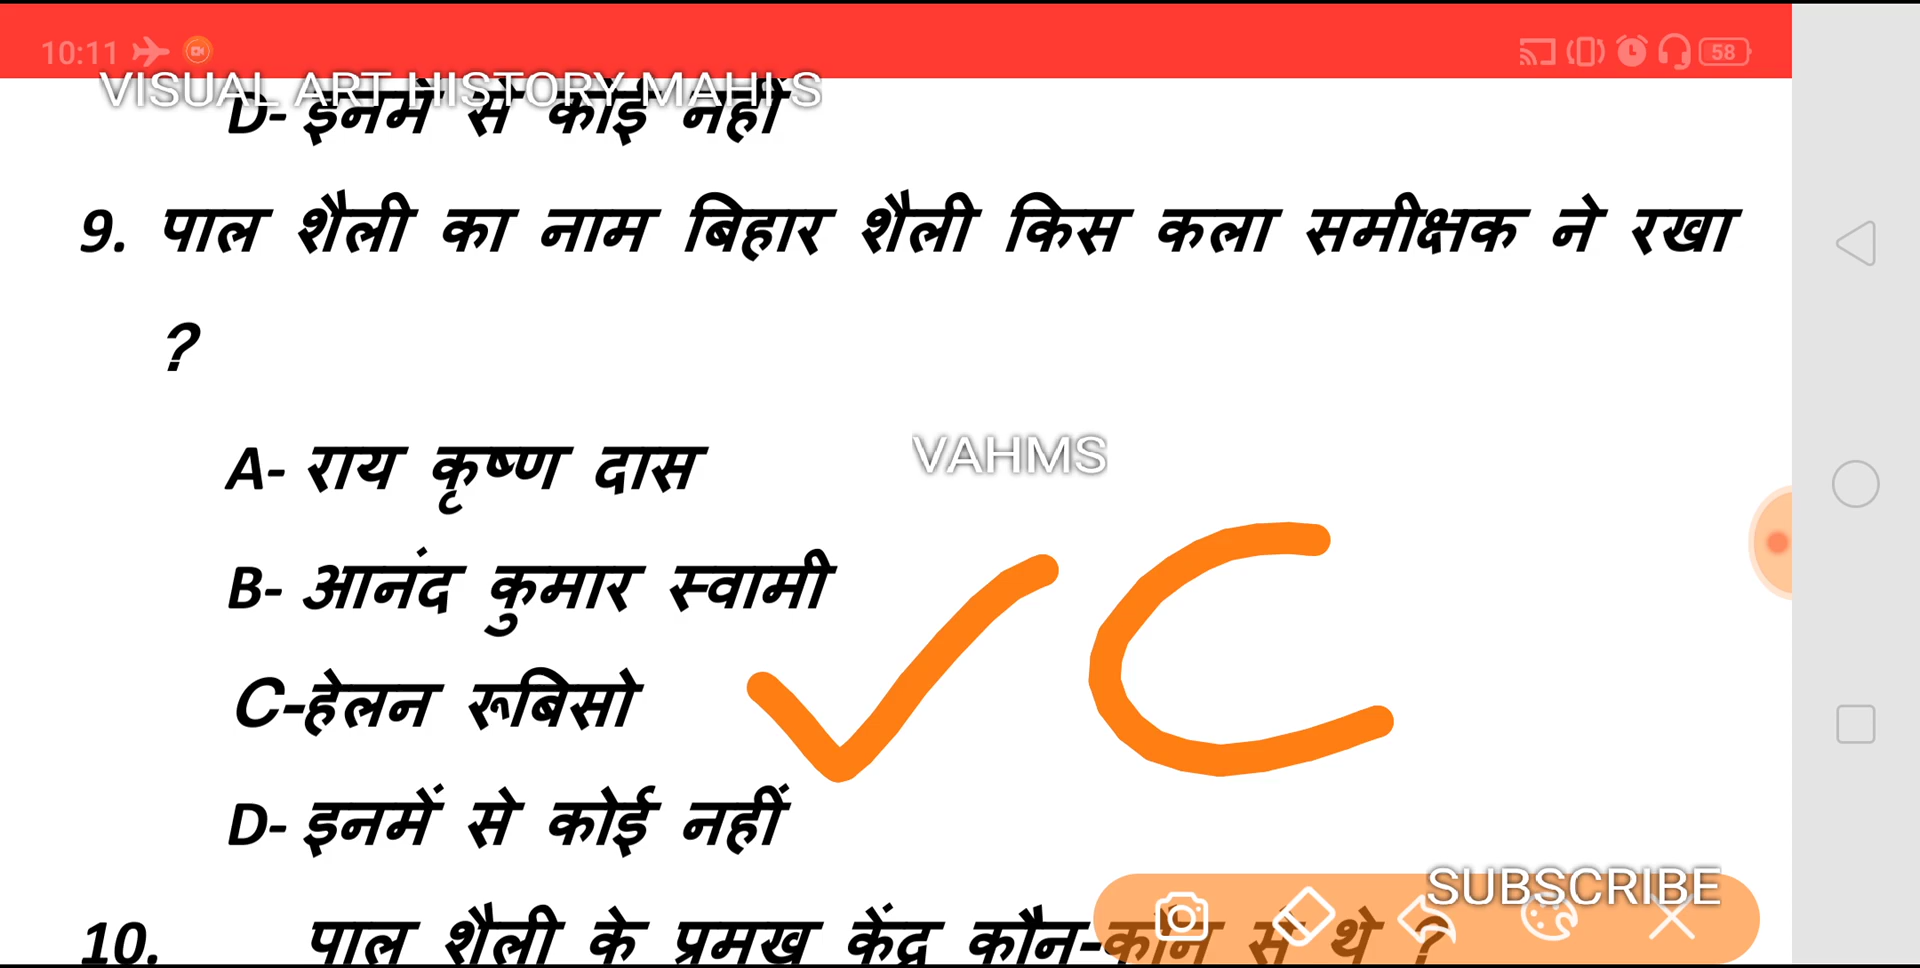 10:11
58
VISUAL ART HISTORY MAHI'S
D- इनमें से कोई नहीं
9. पाल शैली का नाम बिहार शैली किस कला समीक्षक ने रखा
?
A- राय कृष्ण दास
VAHMS
B- आनंद कुमार स्वामी
C
C-हेलन रूबिसो
D- इनमें से कोई नहीं
SUBSCRIBE
10. पाल शैली के प्रमुख केंद्र कौन-कौन से थे ?